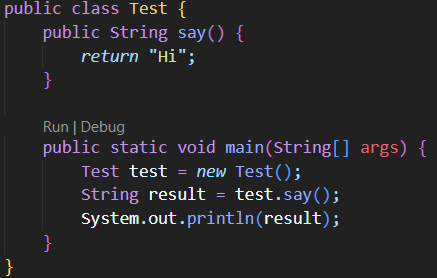 public class Test {
    public String say() {
        return "Hi";
    }

    Run | Debug
    public static void main(String[] args) {
        Test test = new Test();
        String result = test.say();
        System.out.println(result);
    }
}